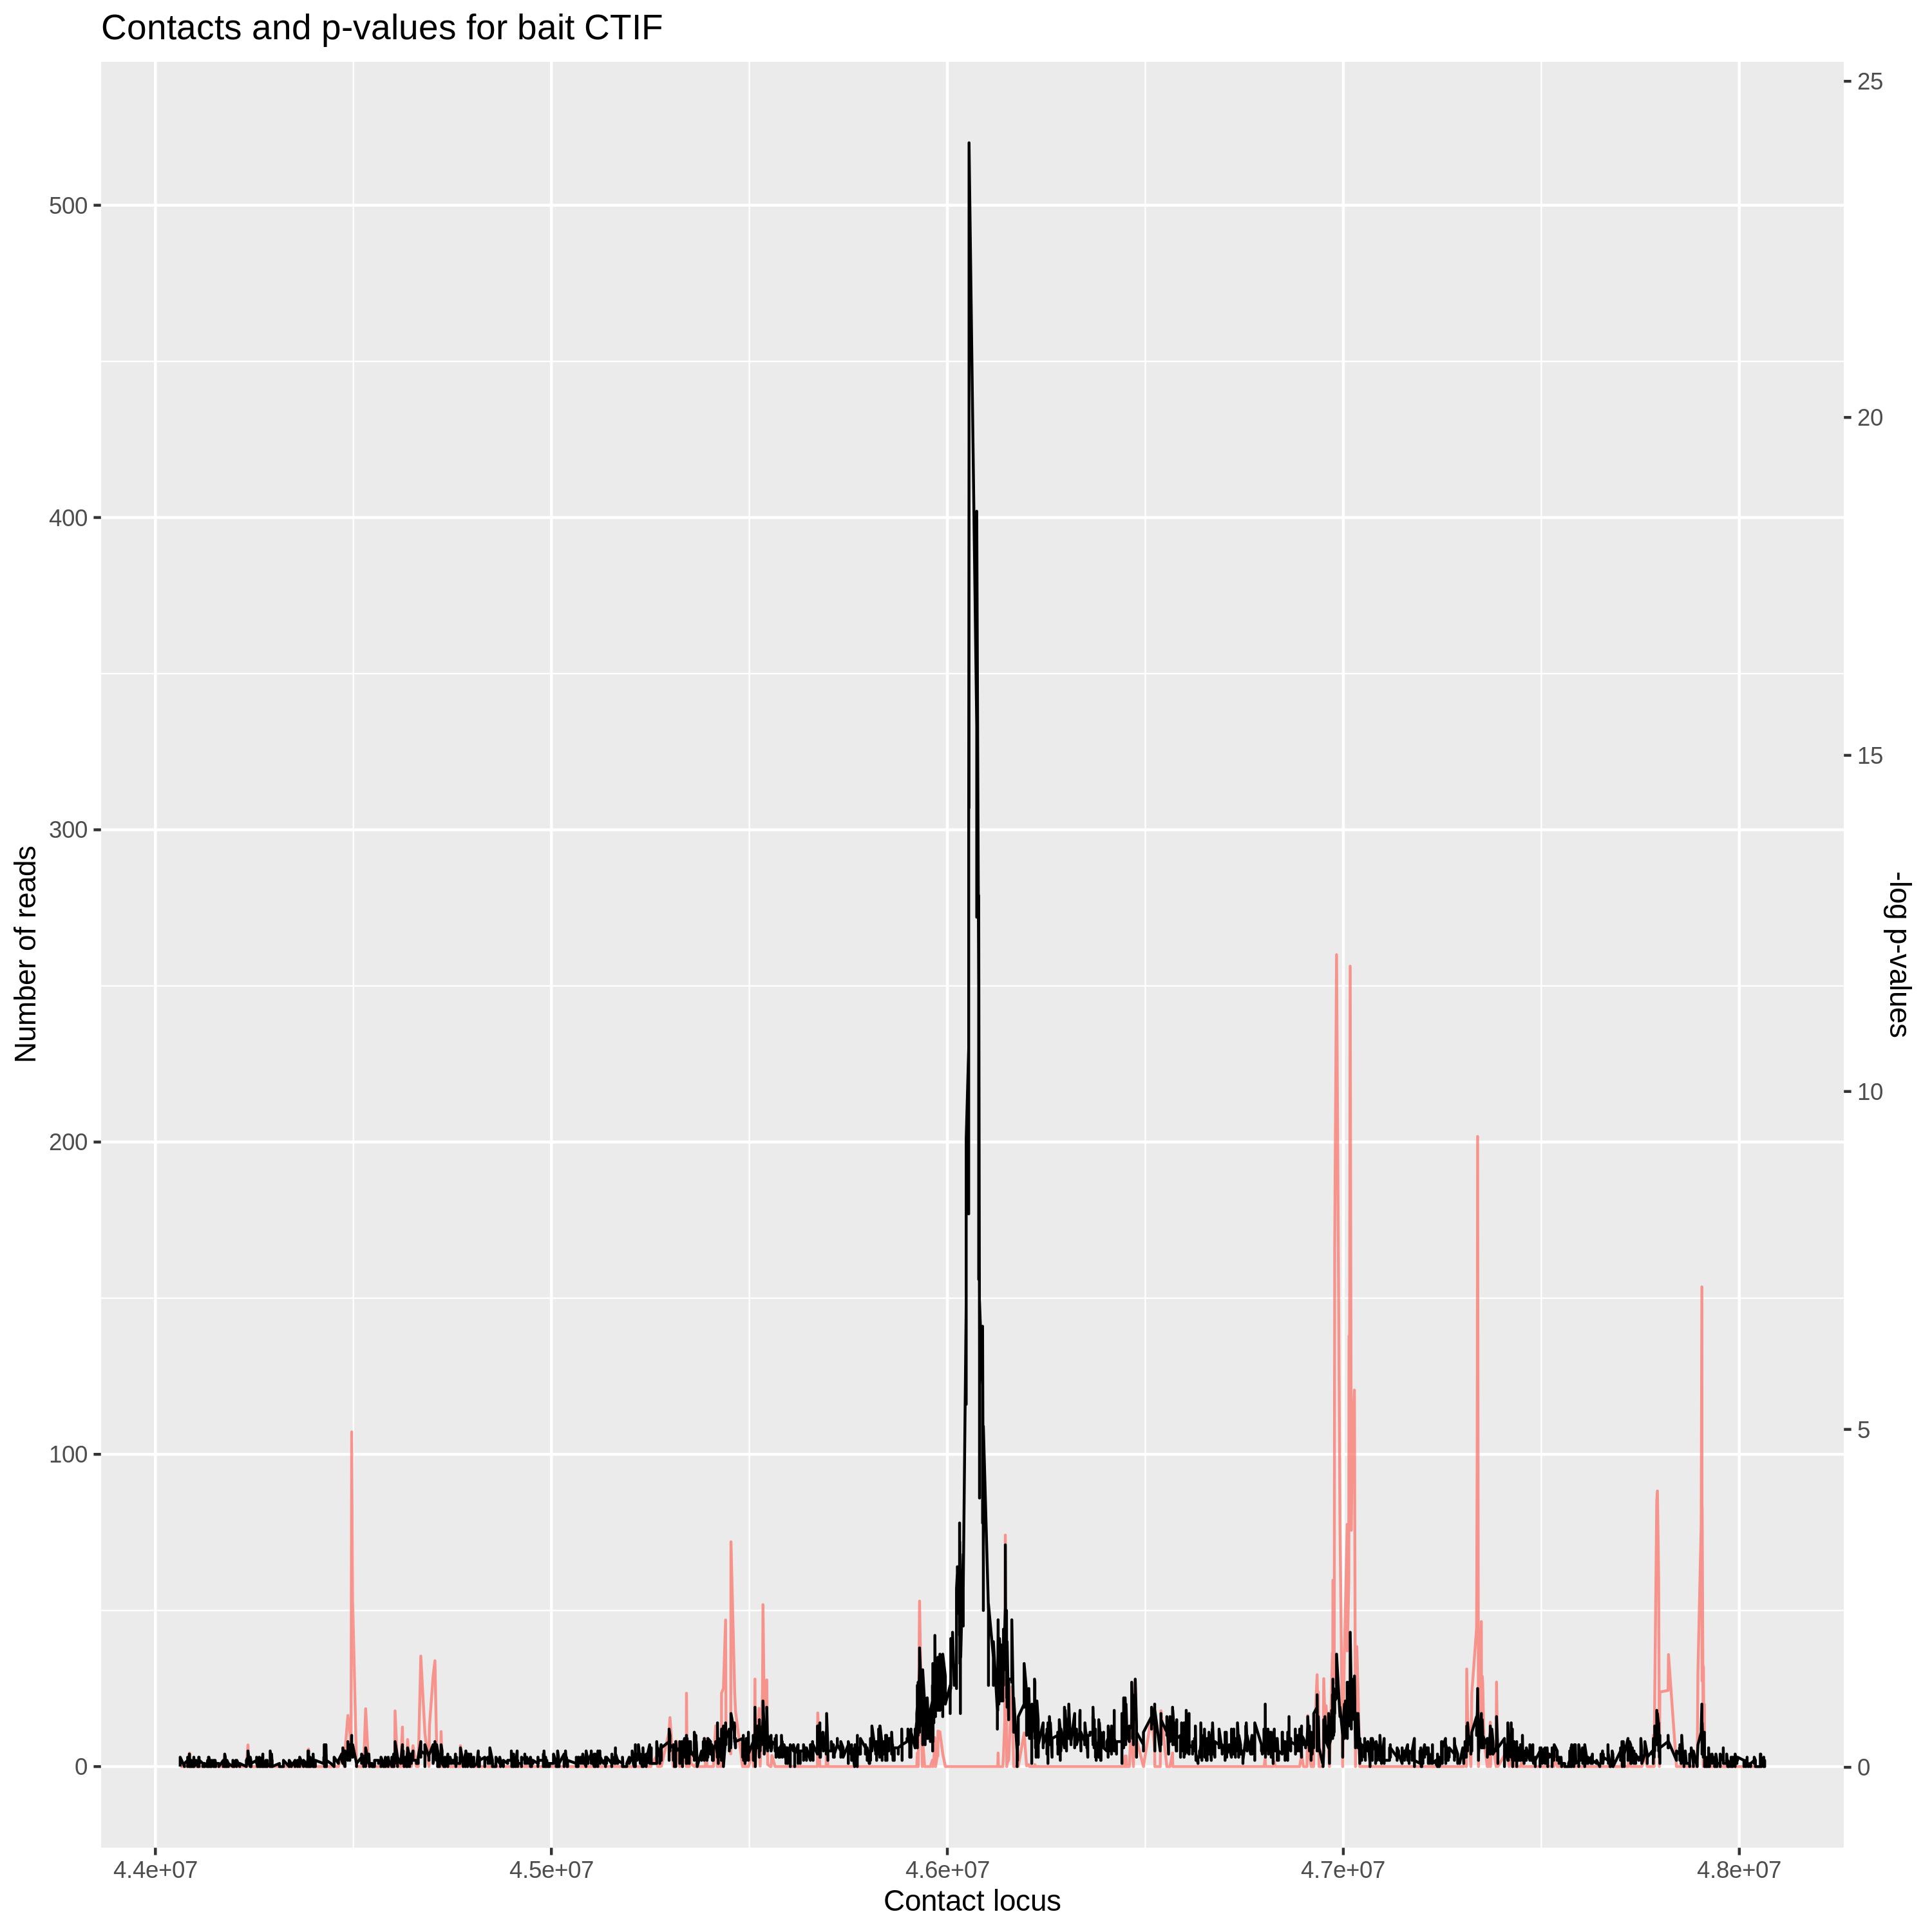 Contacts and p-values for bait CTIF
25
500
20
400
15
300
Number of reads
-log p-values
10
200
5
100
0
0
4.4e+07
4.5e+07
4.6e+07
4.7e+07
4.8e+07
Contact locus